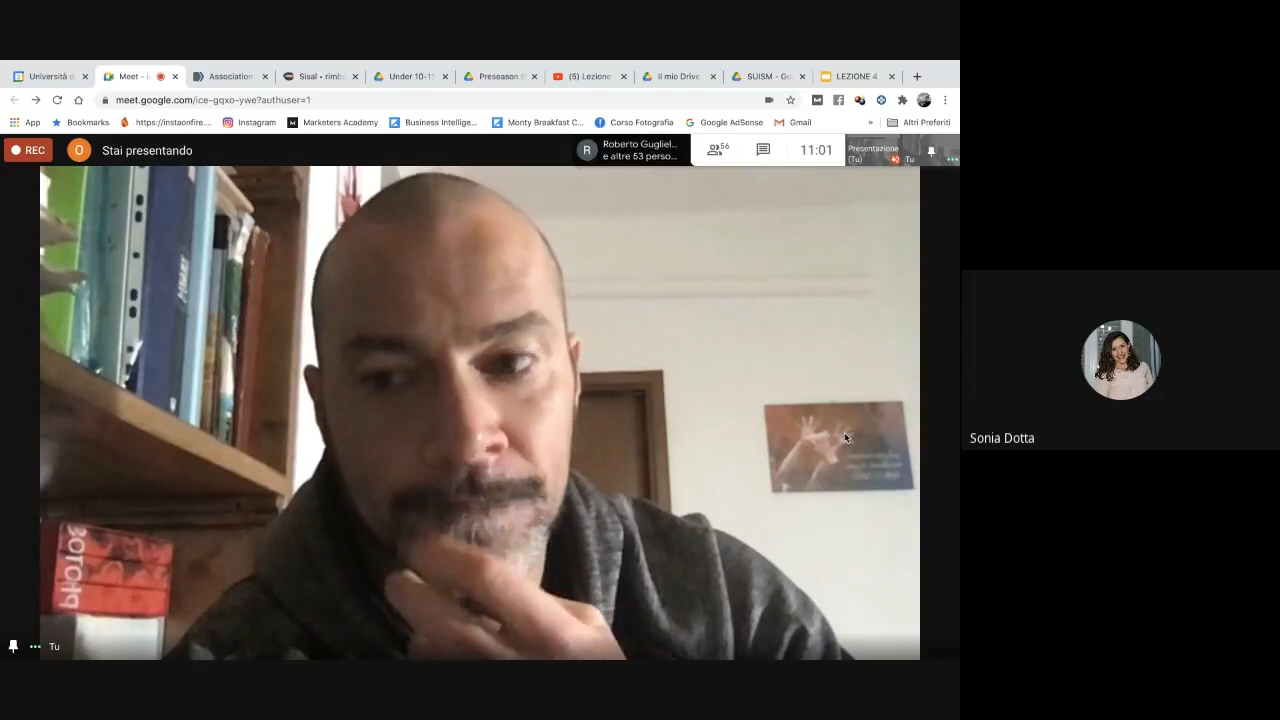 Università d
Meet - i
Association
Sisal • rimb
Under 10-11
Preseason B
(5) Lezione
Il mio Drive
SUISM - Go
LEZIONE 4
meet.google.com/ice-gqxo-ywe?authuser=1
App
Bookmarks
https://instaonfire....
Instagram
Marketers Academy
Business Intellige...
Monty Breakfast C...
Corso Fotografia
Google AdSense
Gmail
»
Altri Preferiti
REC
O
Stai presentando
R
Roberto Gugliel...
e altre 53 perso...
56
11:01
Presentazione
(Tu)
Tu
PHOTOB
Tu
Sonia Dotta